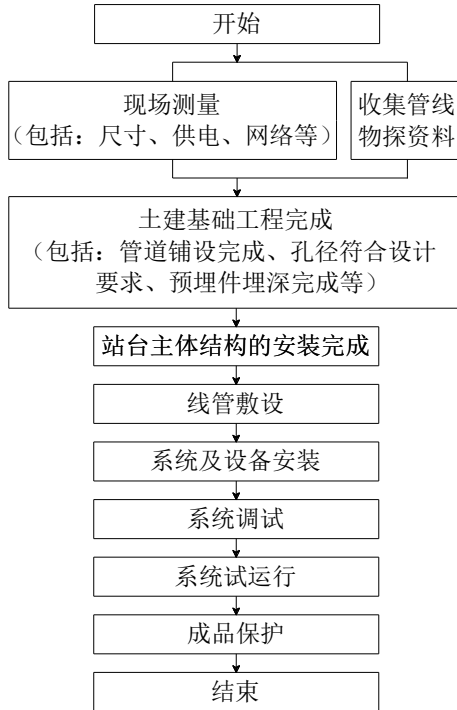 开始
现场测量
（包括：尺寸、供电、网络等）
收集管线
物探资料
土建基础工程完成
（包括：管道铺设完成、孔径符合设计
要求、预埋件埋深完成等）
站台主体结构的安装完成
线管敷设
系统及设备安装
系统调试
系统试运行
成品保护
结束